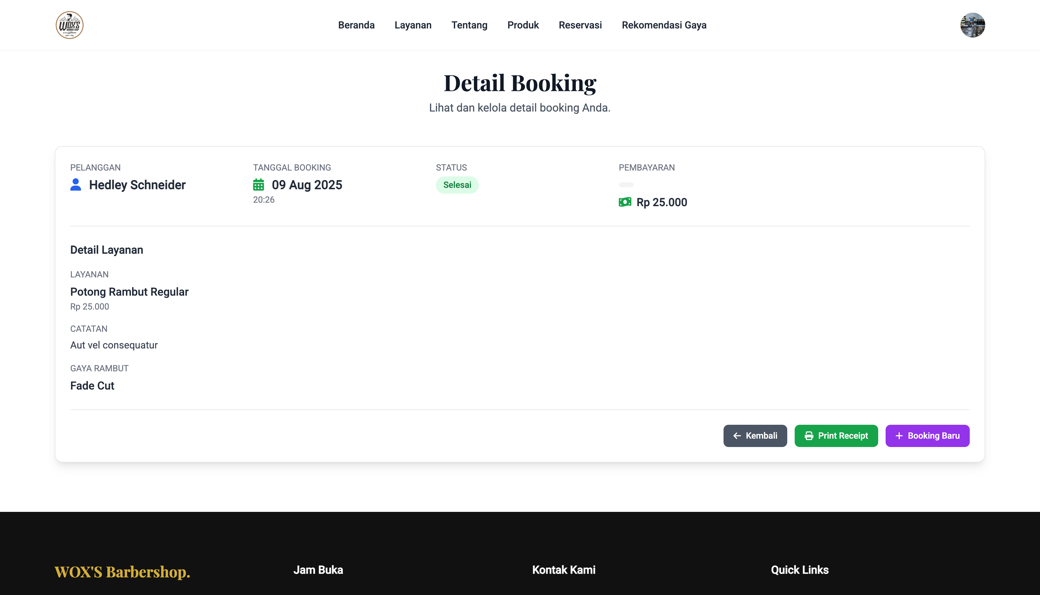 WOX'S
Beranda Layanan Tentang Produk Reservasi Rekomendasi Gaya
Detail Booking
Lihat dan kelola detail booking Anda.
PELANGGAN
Hedley Schneider
TANGGAL BOOKING
09 Aug 2025
20:26
STATUS
Selesai
PEMBAYARAN
Rp 25.000
Detail Layanan
LAYANAN
Potong Rambut Regular
Rp 25.000
CATATAN
Aut vel consequatur
GAYA RAMBUT
Fade Cut
Kembali Print Receipt Booking Baru
WOX'S Barbershop. Jam Buka Kontak Kami Quick Links